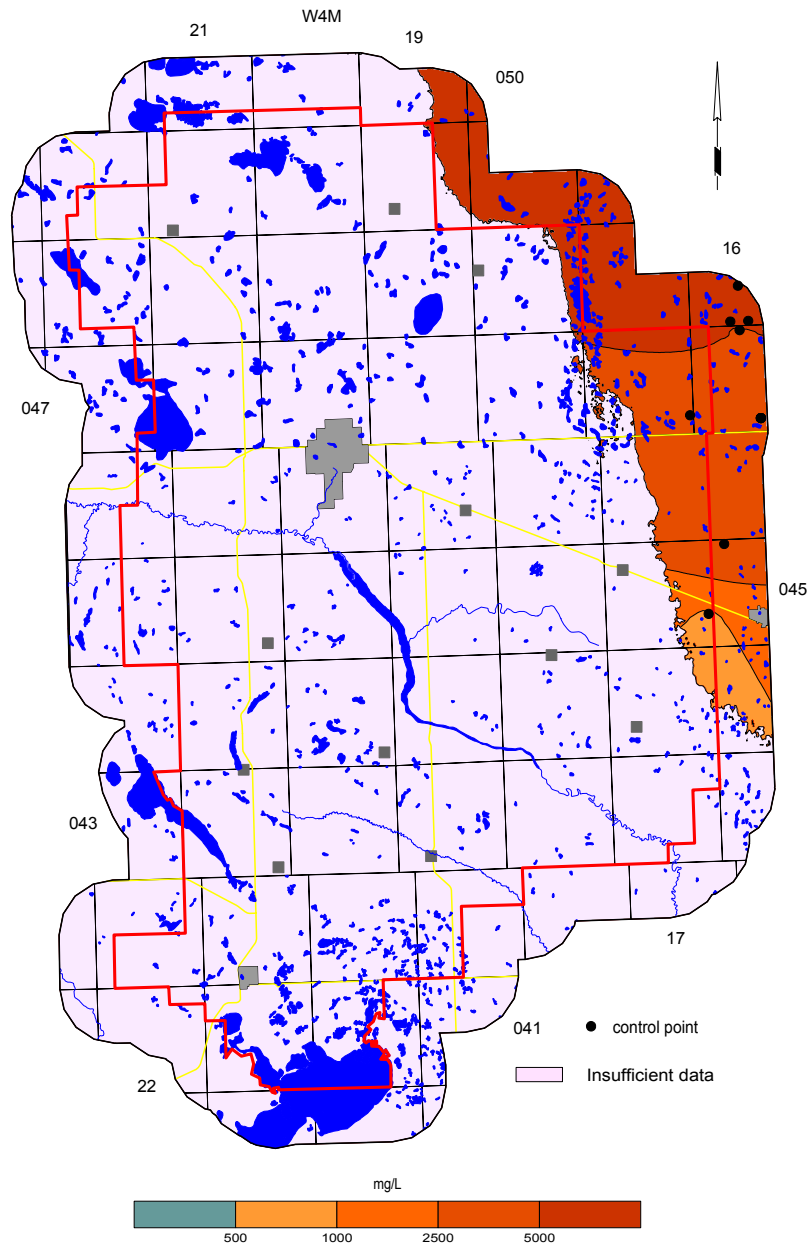 W4M
21
19
050
16
047
045
043
17
041
control point
22
Insufficient data
mg/L
500 1000 2500 5000